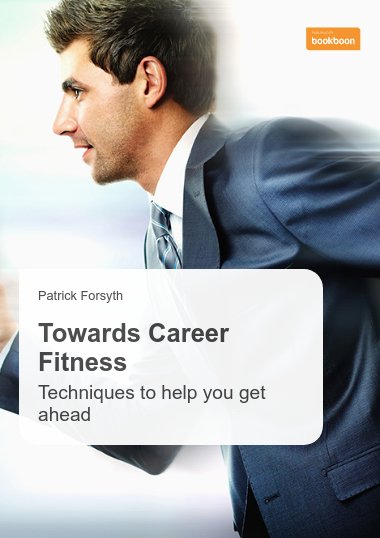 bookboon
Patrick Forsyth
Towards Career
Fitness
Techniques to help you get
ahead